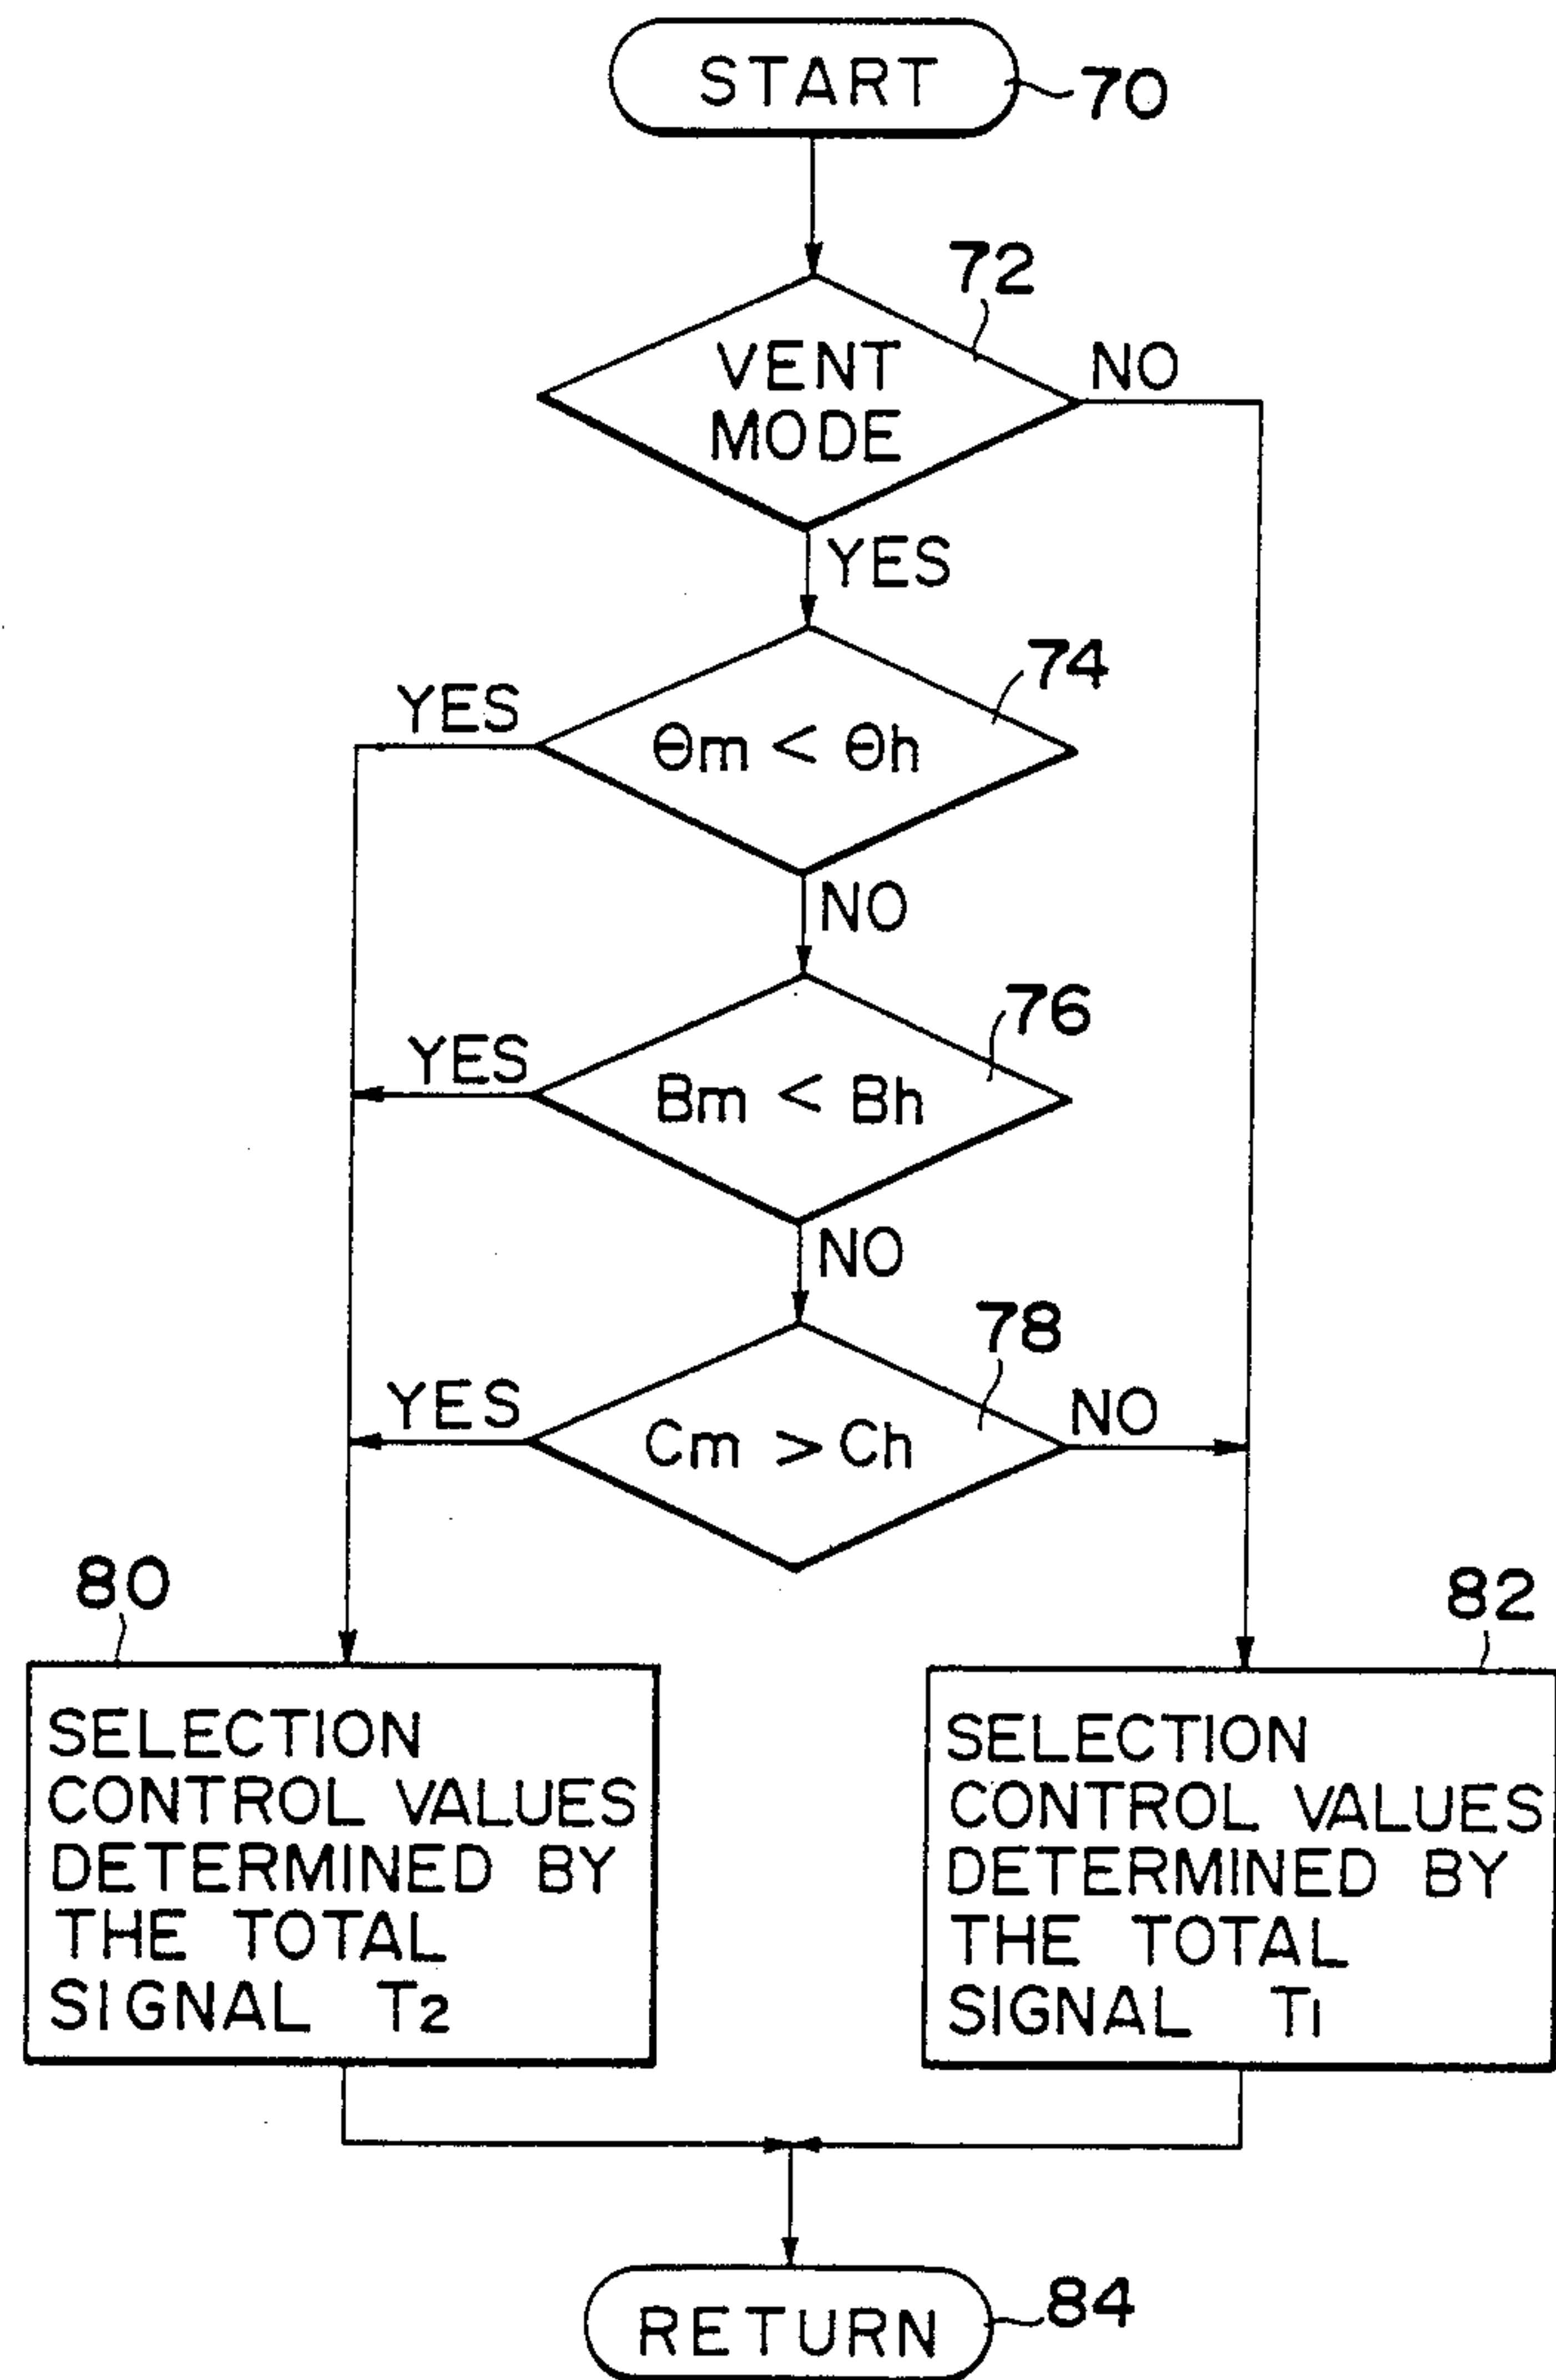 START
70
72
VENT
MODE
NO
YES
74
YES
Θm < Θh
NO
76
YES
Bm < Bh
NO
78
YES
Cm > Ch
NO
80
82
SELECTION
CONTROL VALUES
DETERMINED BY
THE TOTAL
SIGNAL T2
SELECTION
CONTROL VALUES
DETERMINED BY
THE TOTAL
SIGNAL T1
RETURN
84